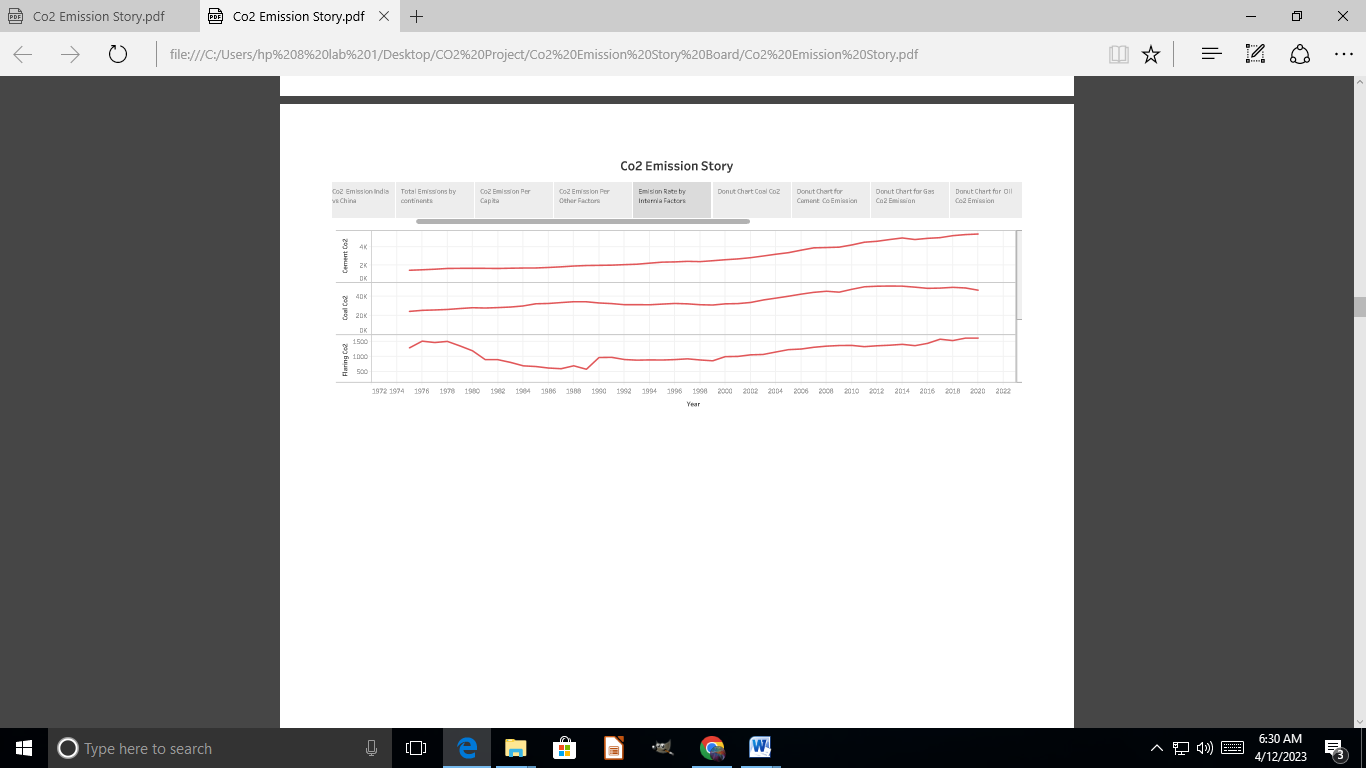 Co2 Emission Story.pdf
Co2 Emission Story.pdf
file:///C:/Users/hp%208%20lab%201/Desktop/CO2%20Project/Co2%20Emission%20Story%20Board/Co2%20Emission%20Story.pdf
Co2 Emission Story
Co2 Emission India
vs China
Total Emissions by
continents
Co2 Emission Per
Capita
Co2 Emission Per
Other Factors
Emision Rate by
Internia Factors
Donut Chart Coal Co2
Donut Chart for
Cement Co Emission
Donut Chart for Gas
Co2 Emission
Donut Chart for Oil
Co2 Emission
Cement Co2
4K
2K
0K
Coal Co2
40K
20K
0K
Flaring Co2
1500
1000
500
1972 1974 1976 1978 1980 1982 1984 1986 1988 1990 1992 1994 1996 1998 2000 2002 2004 2006 2008 2010 2012 2014 2016 2018 2020 2022
Year
Type here to search
6:30 AM
4/12/2023
3